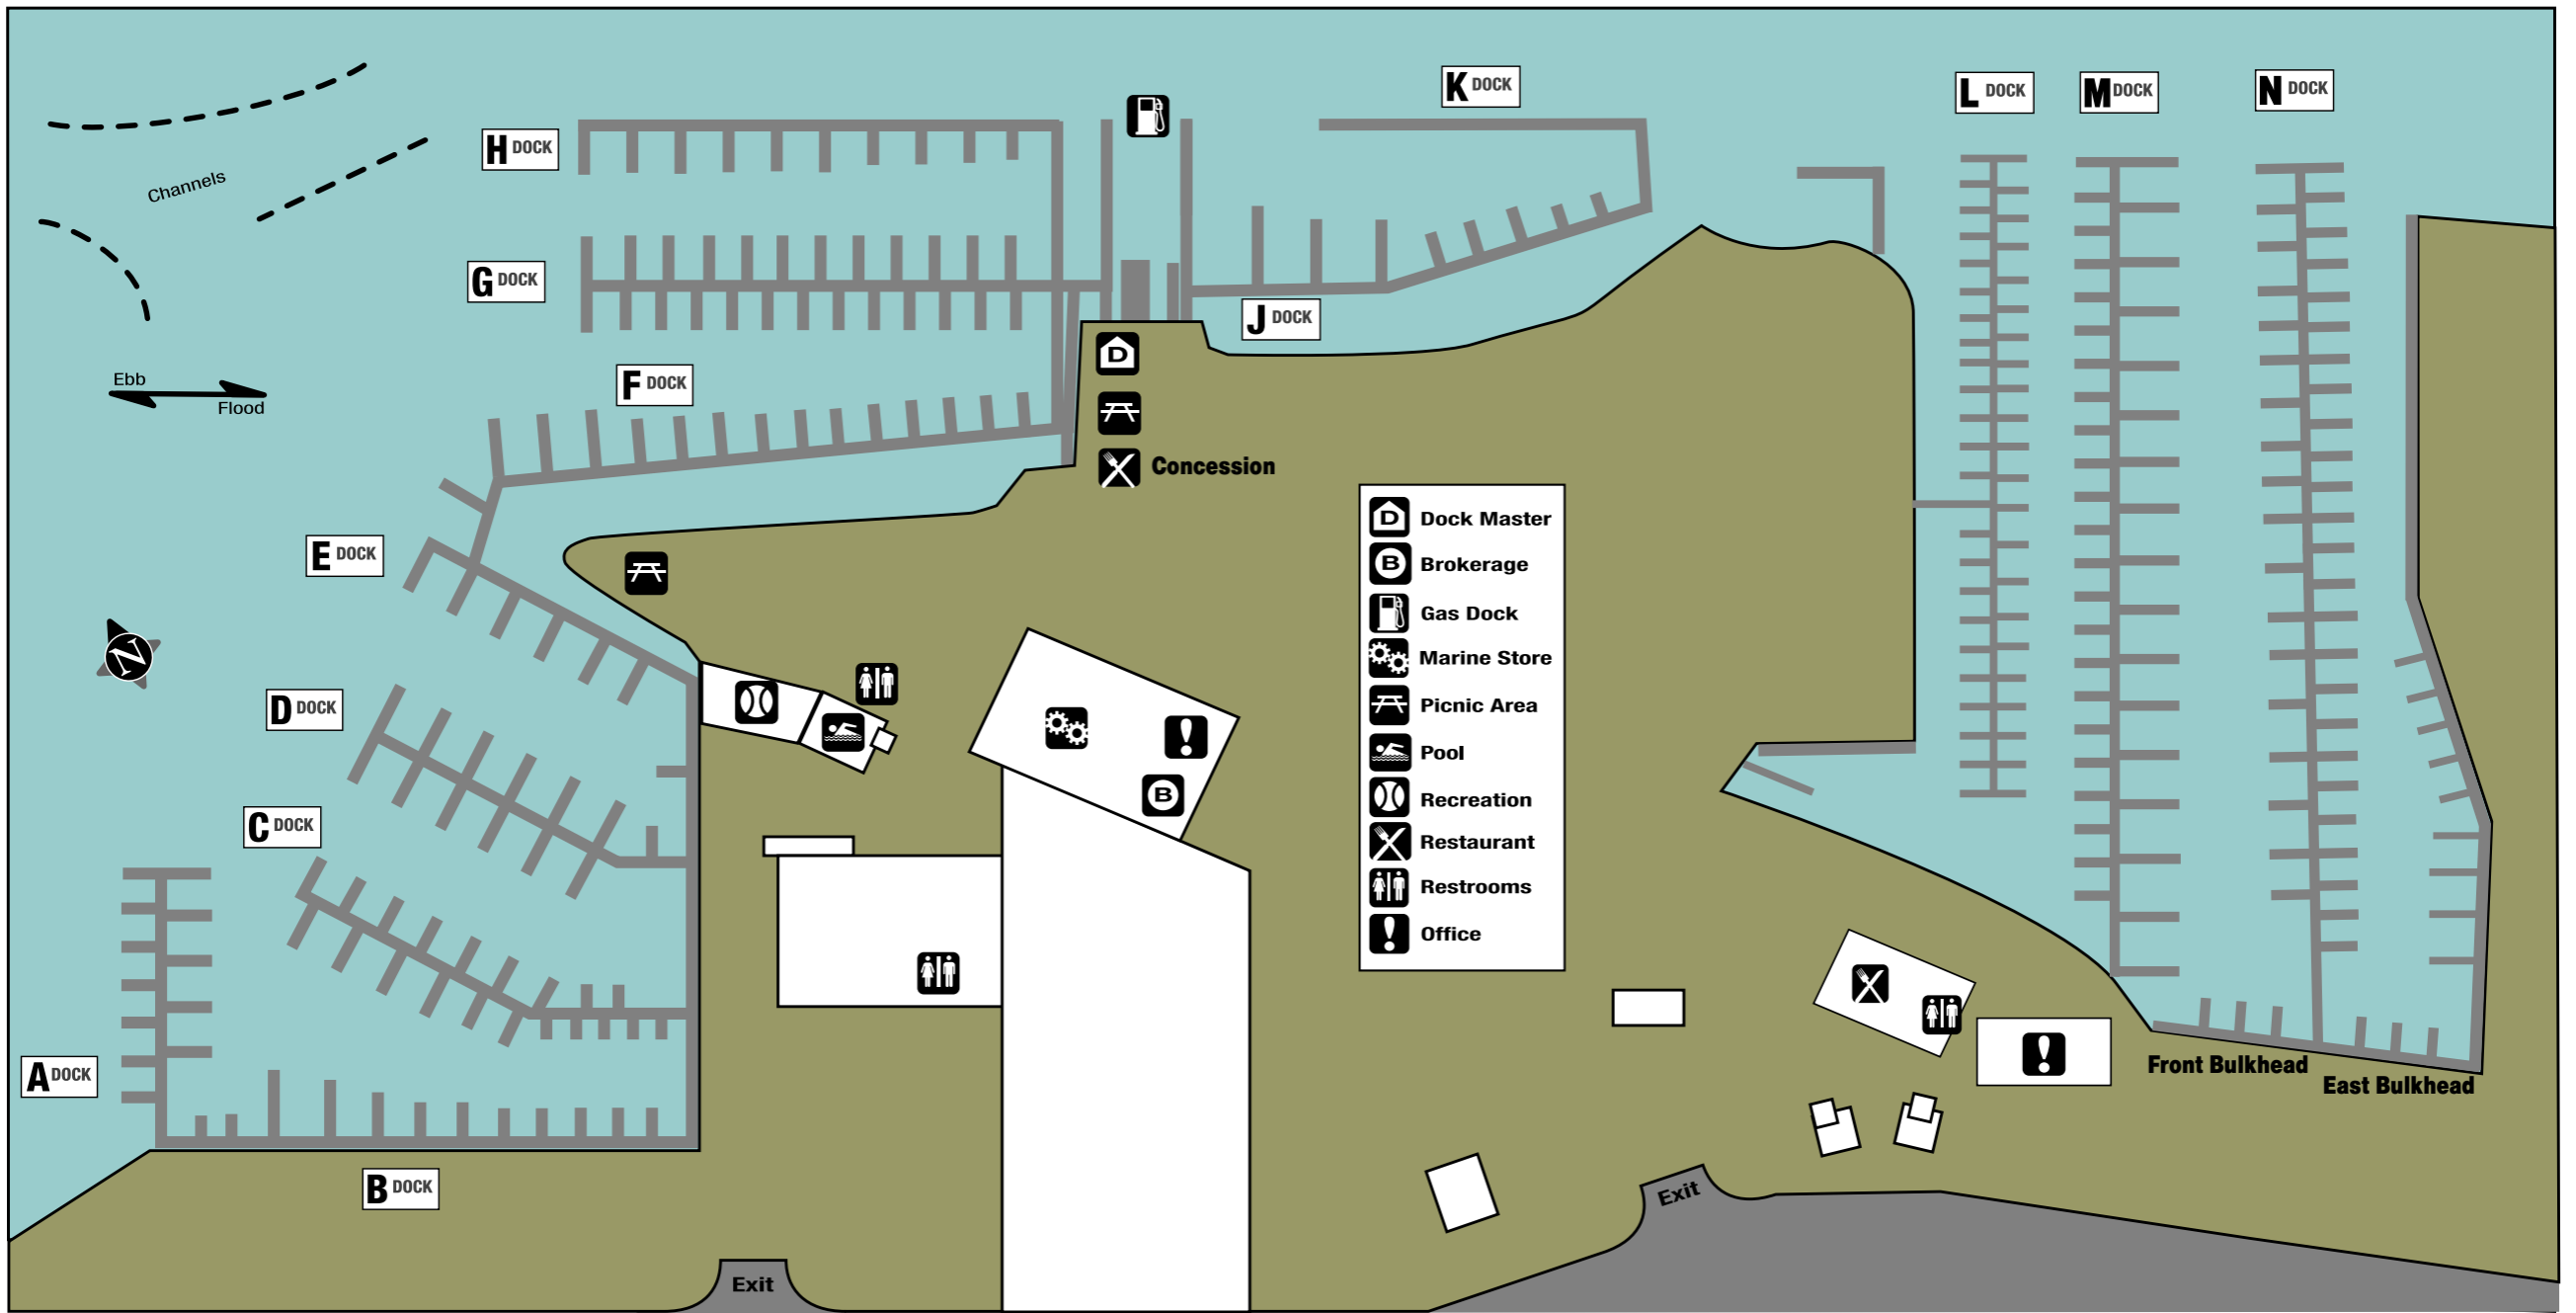 K DOCK
L DOCK
M DOCK
N DOCK
H DOCK
Channels
G DOCK
J DOCK
D
Ebb
Flood
F DOCK
Concession
D Dock Master
B Brokerage
Gas Dock
Marine Store
Picnic Area
Pool
Recreation
Restaurant
Restrooms
Office
E DOCK
N
D DOCK
B
C DOCK
A DOCK
Front Bulkhead
East Bulkhead
B DOCK
Exit
Exit